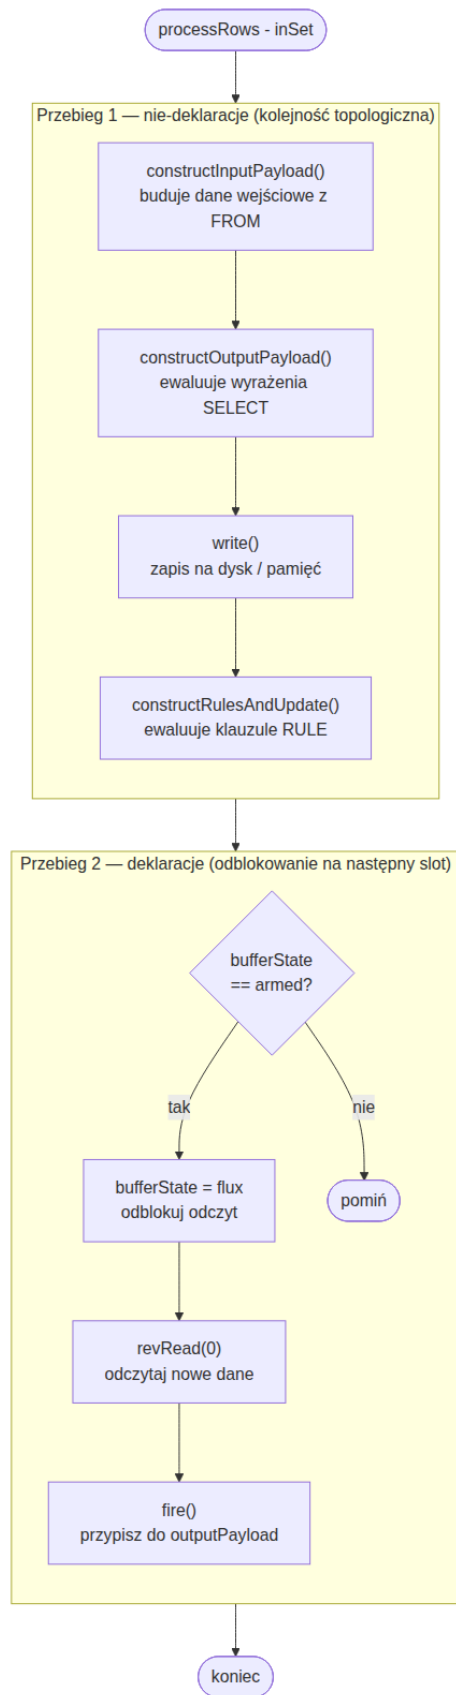 processRows - inSet
Przebieg 1 — nie-deklaracje (kolejność topologiczna)
constructInputPayload()
buduje dane wejściowe z
FROM
constructOutputPayload()
ewaluuje wyrażenia
SELECT
write()
zapis na dysk / pamięć
constructRulesAndUpdate()
ewaluuje klauzule RULE
Przebieg 2 — deklaracje (odblokowanie na następny slot)
bufferState
== armed?
tak
nie
bufferState = flux
odblokuj odczyt
pomiń
revRead(0)
odczytaj nowe dane
fire()
przypisz do outputPayload
koniec